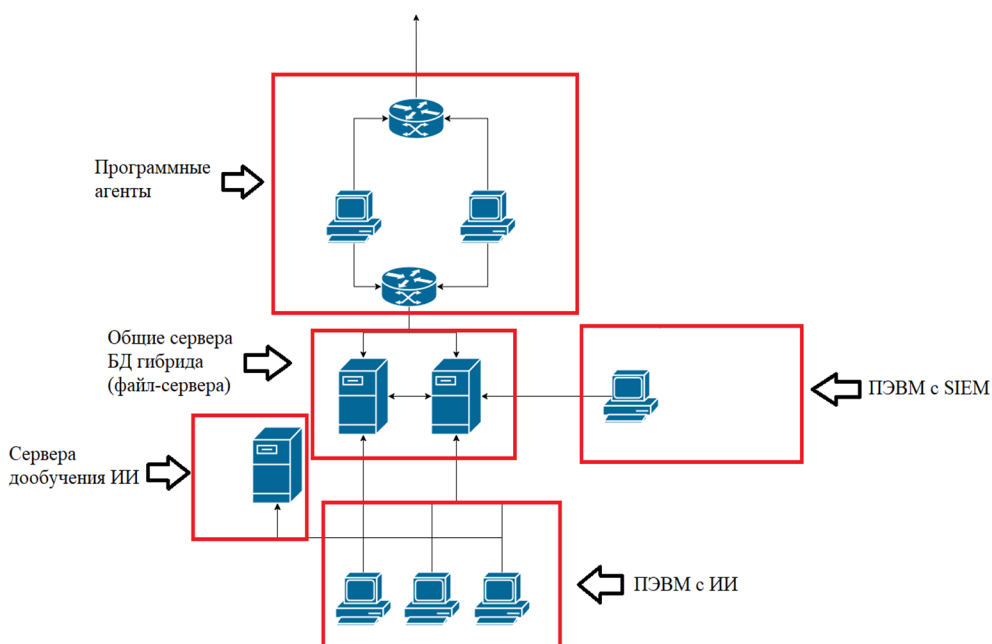 Программные
агенты
Общие сервера
БД гибрида
(файл-сервера)
ПЭВМ с SIEM
Сервера
дообучения ИИ
ПЭВМ с ИИ